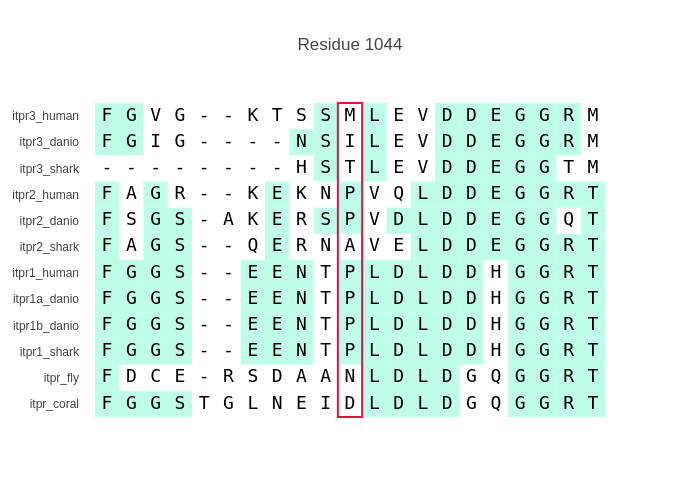 Residue 1044
itpr3_human F G V G - - K T S S M L E V D D E G G R M
itpr3_danio F G I G - - - - N S I L E V D D E G G R M
itpr3_shark - - - - - - - - H S T L E V D D E G G T M
itpr2_human F A G R - - K E K N P V Q L D D E G G R T
itpr2_danio F S G S - A K E R S P V D L D D E G G Q T
itpr2_shark F A G S - - Q E R N A V E L D D E G G R T
itpr1_human F G G S - - E E N T P L D L D D H G G R T
itpr1a_danio F G G S - - E E N T P L D L D D H G G R T
itpr1b_danio F G G S - - E E N T P L D L D D H G G R T
itpr1_shark F G G S - - E E N T P L D L D D H G G R T
itpr_fly F D C E - R S D A A N L D L D G Q G G R T
itpr_coral F G G S T G L N E I D L D L D G Q G G R T